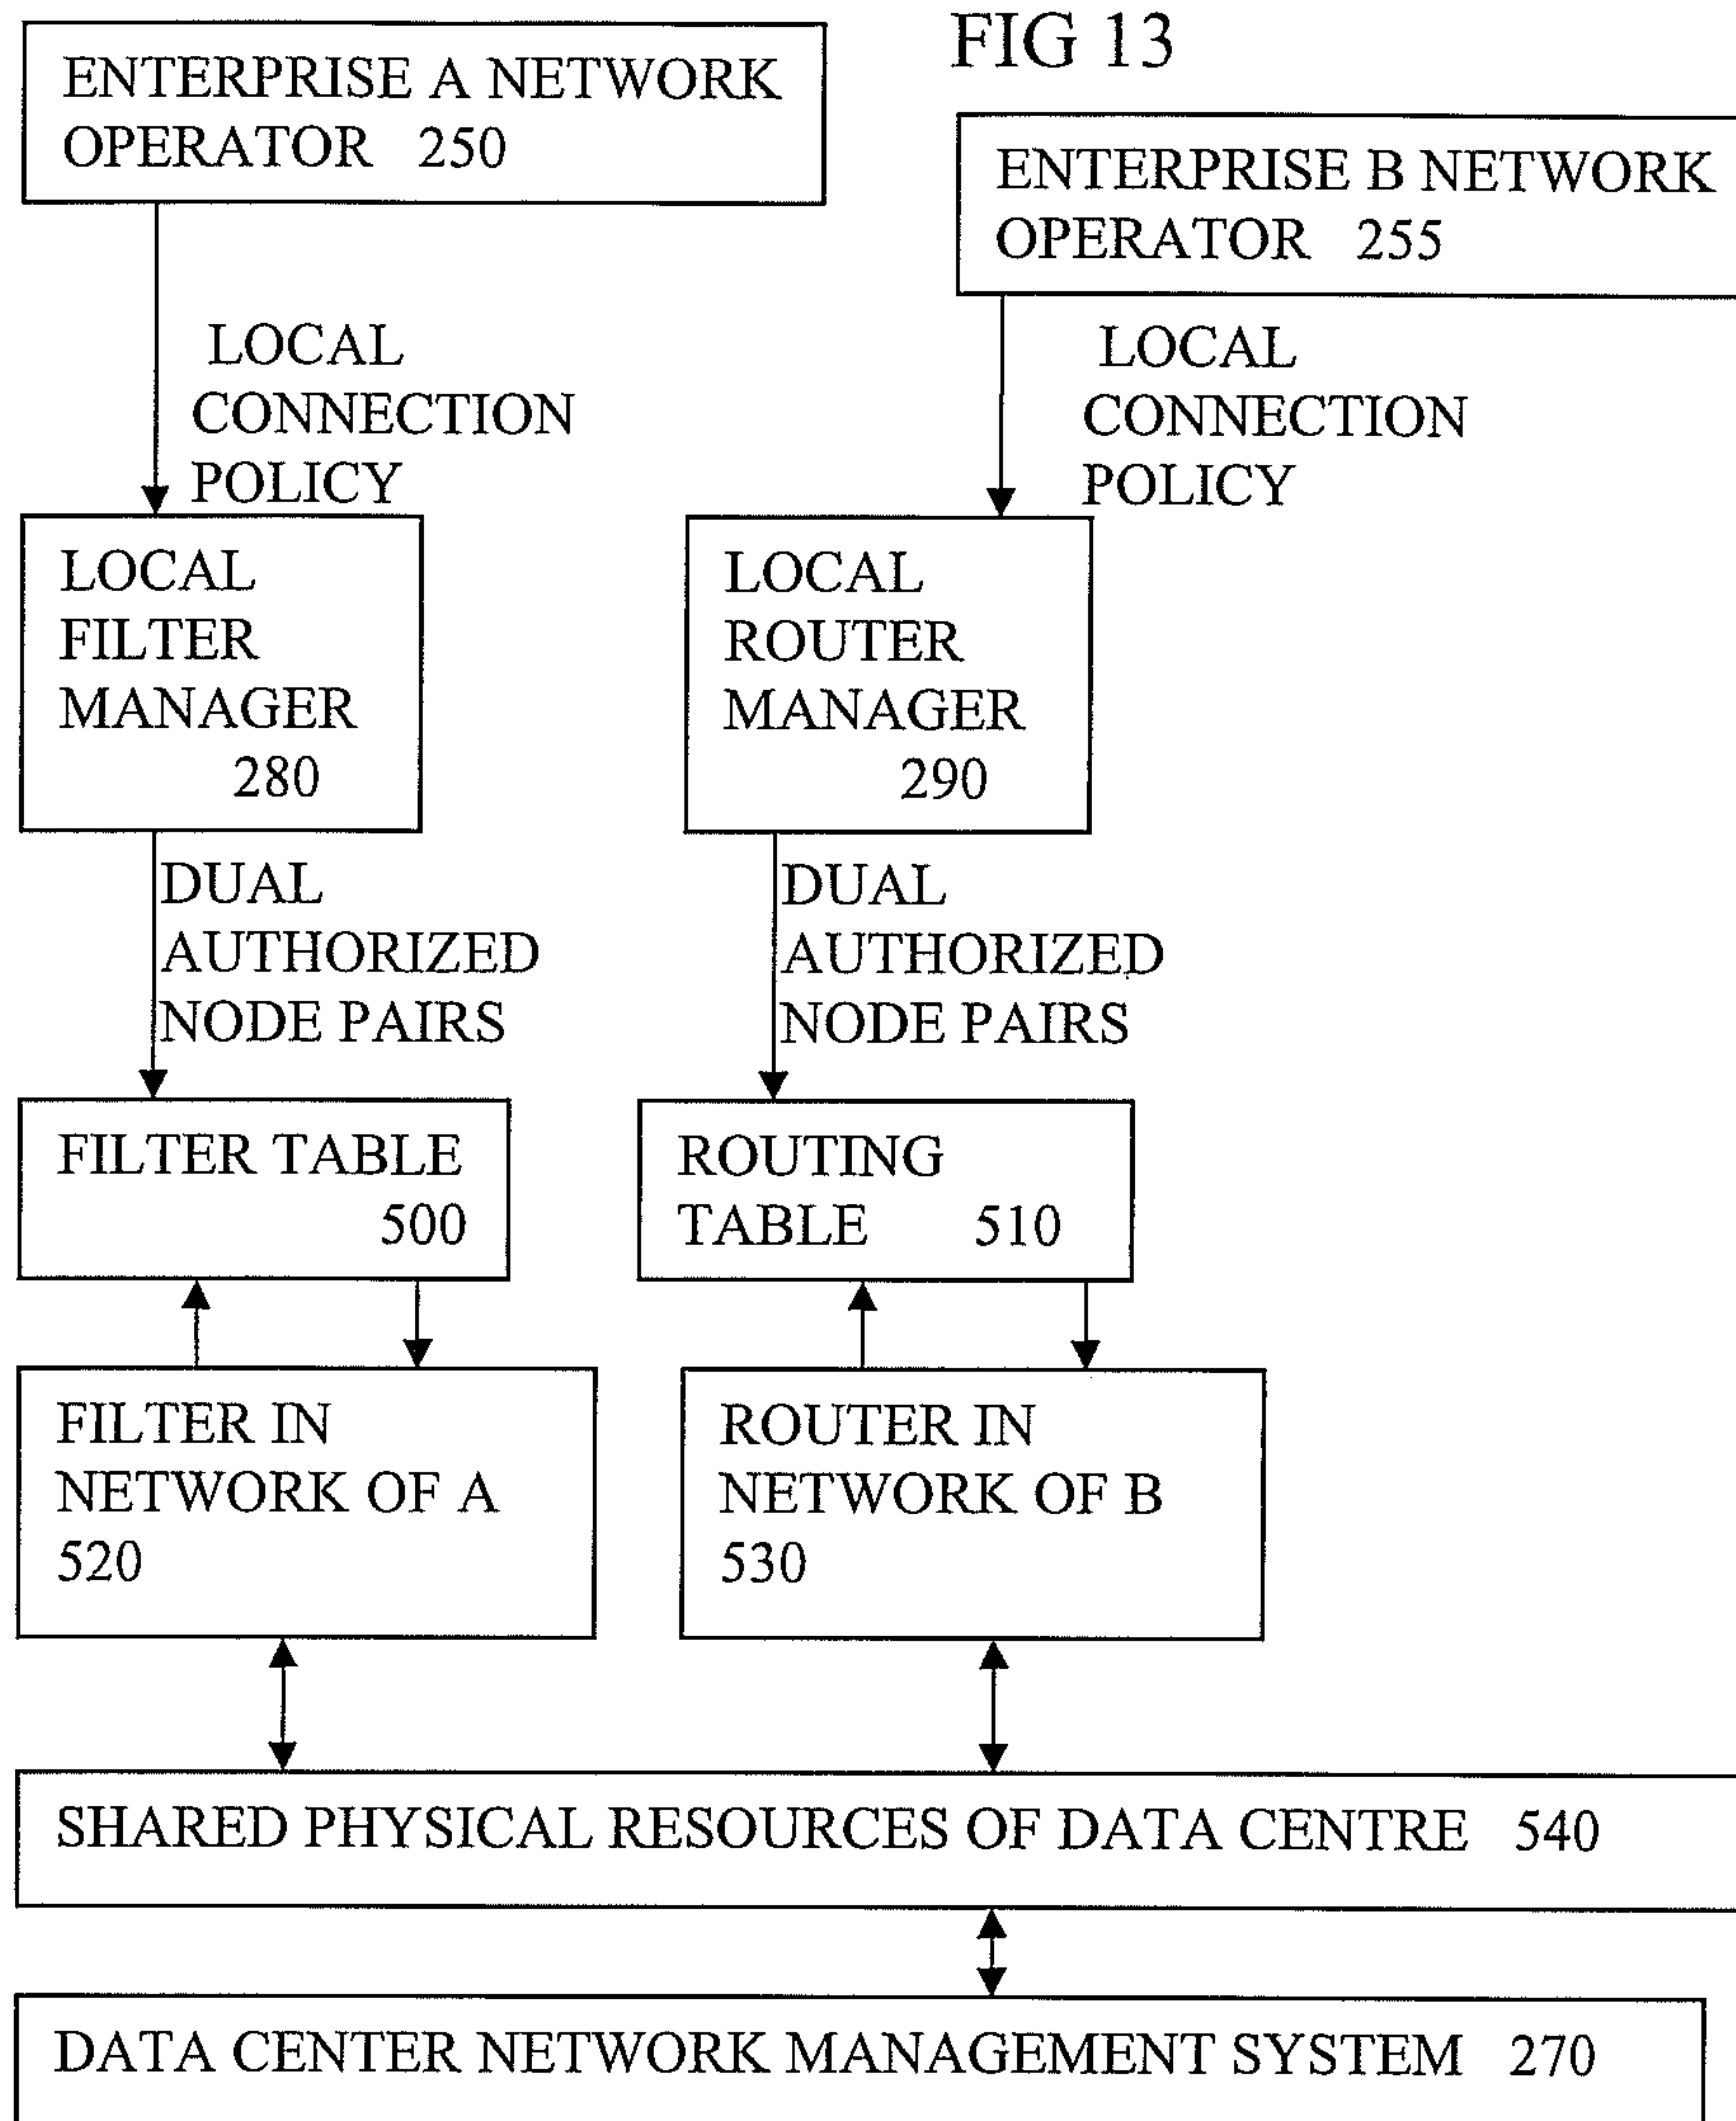 FIG 13
ENTERPRISE A NETWORK
OPERATOR 250
ENTERPRISE B NETWORK
OPERATOR 255
LOCAL
CONNECTION
POLICY
LOCAL
CONNECTION
POLICY
LOCAL
FILTER
MANAGER
280
LOCAL
ROUTER
MANAGER
290
DUAL
AUTHORIZED
NODE PAIRS
DUAL
AUTHORIZED
NODE PAIRS
FILTER TABLE
500
ROUTING
TABLE 510
FILTER IN
NETWORK OF A
520
ROUTER IN
NETWORK OF B
530
SHARED PHYSICAL RESOURCES OF DATA CENTRE 540
DATA CENTER NETWORK MANAGEMENT SYSTEM 270